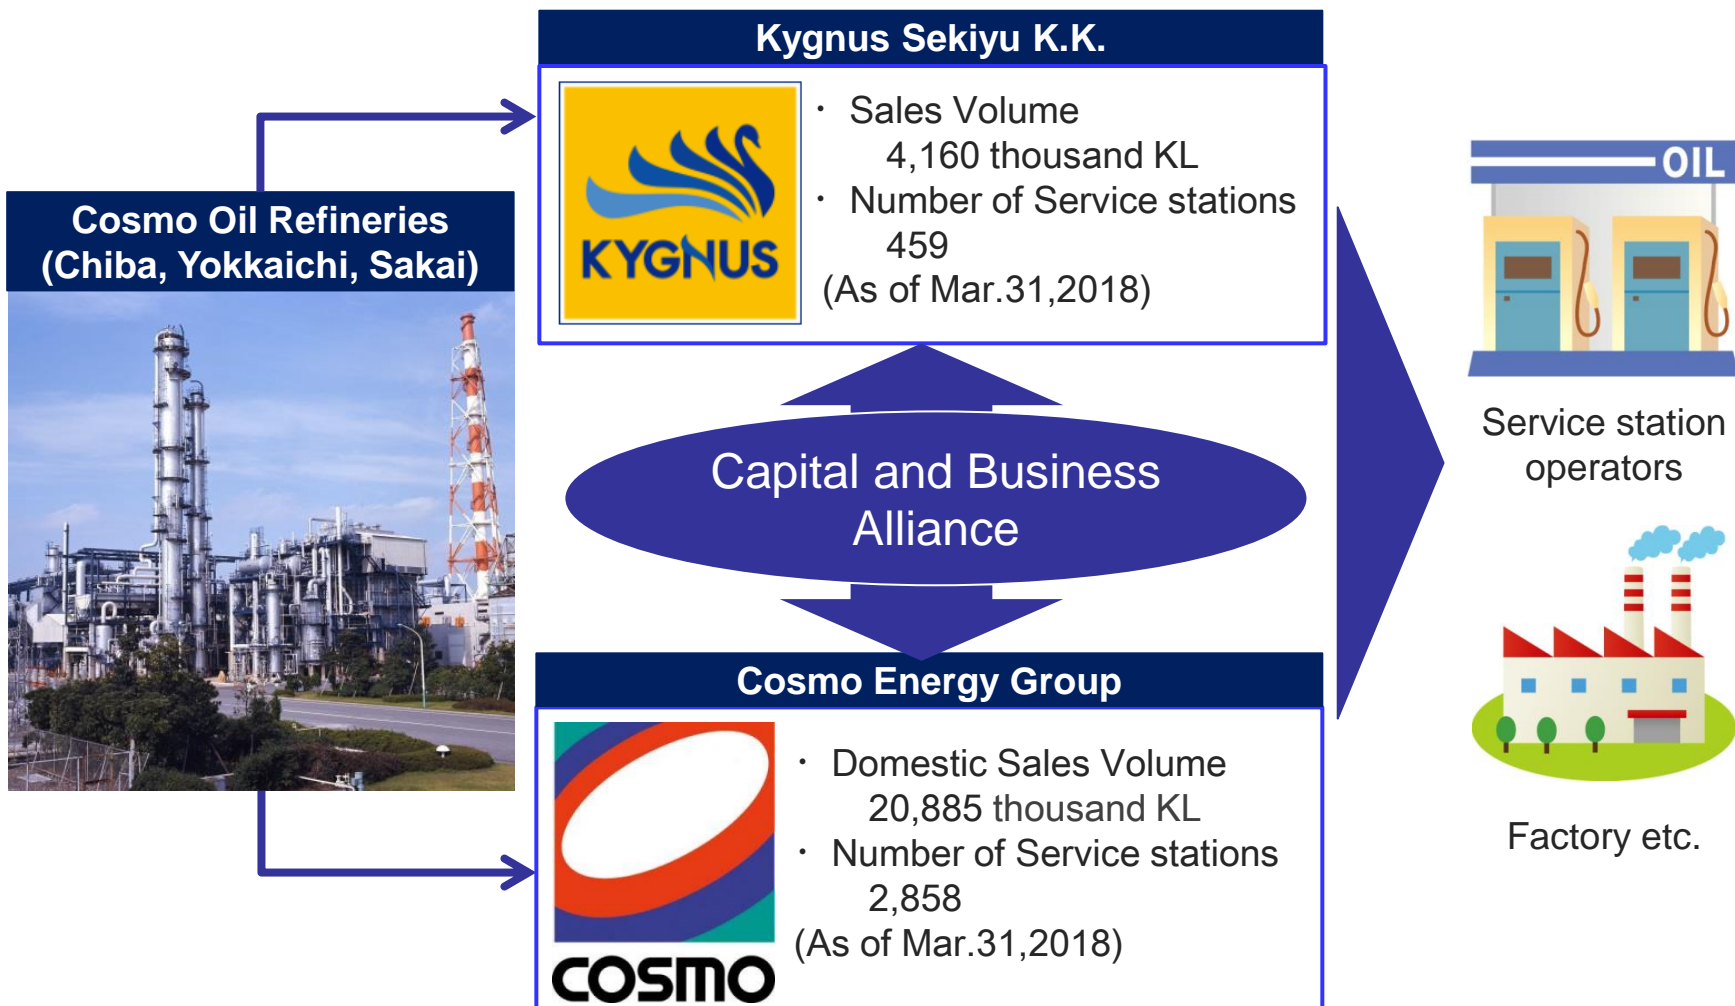 Kygnus Sekiyu K.K.
KYGNUS
・ Sales Volume
4,160 thousand KL
・ Number of Service stations
459
(As of Mar.31,2018)
Cosmo Oil Refineries
(Chiba, Yokkaichi, Sakai)
Capital and Business
Alliance
Cosmo Energy Group
COSMO
・ Domestic Sales Volume
20,885 thousand KL
・ Number of Service stations
2,858
(As of Mar.31,2018)
OIL
Service station
operators
Factory etc.